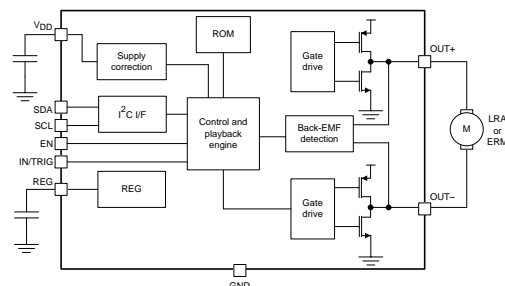 VDD
Supply
correction
ROM
Gate
drive
OUT+
SDA
SCL
I2C I/F
Control and
playback
engine
Back-EMF
detection
M
LRA
or
ERM
EN
IN/TRIG
REG
REG
Gate
drive
OUT–
GND